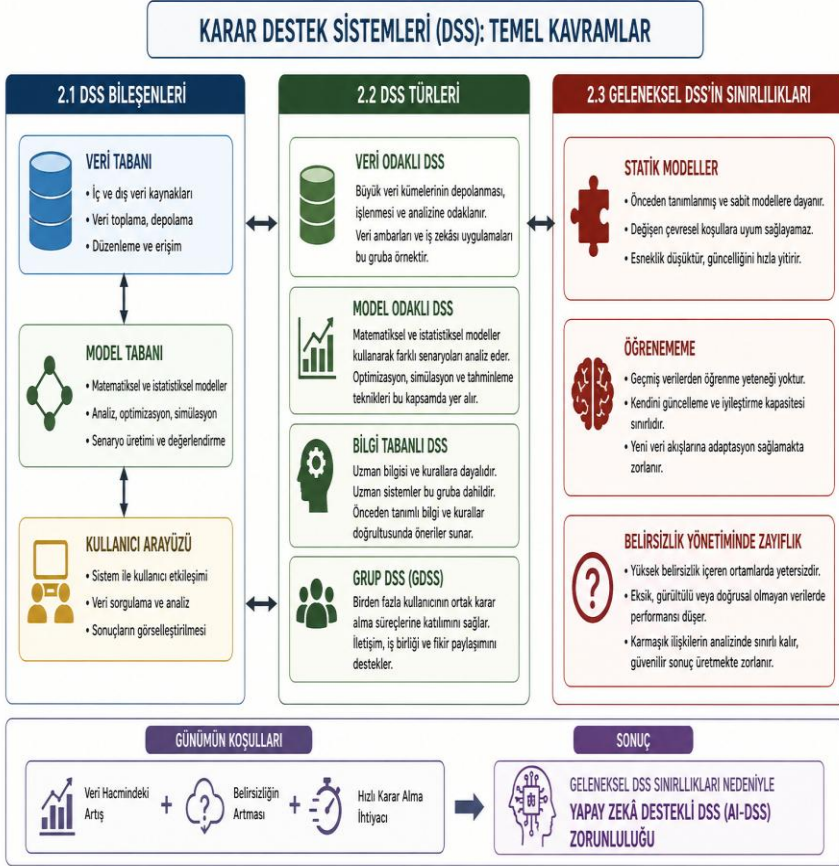 KARAR DESTEK SİSTEMLERİ (DSS): TEMEL KAVRAMLAR
2.1 DSS BİLEŞENLERİ
VERİ TABANI
• İç ve dış veri kaynakları
• Veri toplama, depolama
• Düzenleme ve erişim
MODEL TABANI
• Matematiksel ve istatistiksel modeller
• Analiz, optimizasyon, simülasyon
• Senaryo üretimi ve değerlendirme
KULLANICI ARAYÜZÜ
• Sistem ile kullanıcı etkileşimi
• Veri sorgulama ve analiz
• Sonuçların görselleştirilmesi
2.2 DSS TÜRLERİ
VERİ ODAKLI DSS
Büyük veri kümelerinin depolanması,
işlenmesi ve analizine odaklanır.
Veri ambarları ve iş zekâsı uygulamaları
bu gruba örnektir.
MODEL ODAKLI DSS
Matematiksel ve istatistiksel modeller
kullanarak farklı senaryoları analiz eder.
Optimizasyon, simülasyon ve tahminleme
teknikleri bu kapsamda yer alır.
BİLGİ TABANLI DSS
Uzman bilgisi ve kurallara dayalıdır.
Uzman sistemler bu gruba dahildir.
Önceden tanımlı bilgi ve kurallar
doğrultusunda öneriler sunar.
GRUP DSS (GDSS)
Birden fazla kullanıcının ortak karar
alma süreçlerine katılımını sağlar.
İletişim, iş birliği ve fikir paylaşımını
destekler.
2.3 GELENEKSEL DSS'İN SINIRLILIKLARI
STATİK MODELLER
• Önceden tanımlanmış ve sabit modellere dayanır.
• Değişen çevresel koşullara uyum sağlayamaz.
• Esneklik düşüktür, güncelliğini hızla yitirir.
ÖĞRENEMEME
• Geçmiş verilerden öğrenme yeteneği yoktur.
• Kendini güncelleme ve iyileştirme kapasitesi
sınırlıdır.
• Yeni veri akışlarına adaptasyon sağlamakta
zorlanır.
BELİRSİZLİK YÖNETİMİNDE ZAYIFLIK
• Yüksek belirsizlik içeren ortamlarda yetersizdir.
• Eksik, gürültülü veya doğrusal olmayan verilerde
performansı düşer.
• Karmaşık ilişkilerin analizinde sınırlı kalır,
güvenilir sonuç üretmekte zorlanır.
GÜNÜMÜN KOŞULLARI
Veri Hacmindeki
Artış
+
Belirsizliğin
Artması
+
Hızlı Karar Alma
İhtiyacı
SONUÇ
GELENEKSEL DSS SINIRLLIKLARI NEDENİYLE
YAPAY ZEKÂ DESTEKLİ DSS (AI-DSS)
ZORUNLULUĞU